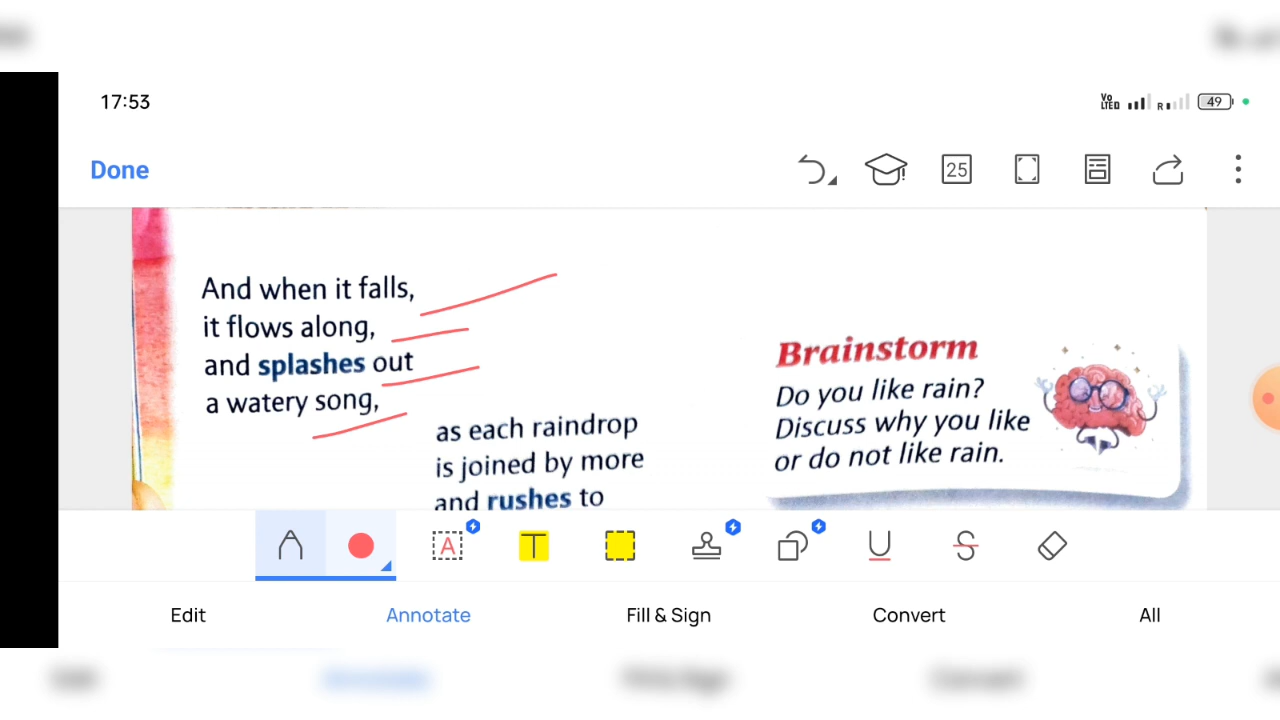 17:53
Vo
LTED
R
49
Done
25
And when it falls,
it flows along,
and splashes out
a watery song,
as each raindrop
is joined by more
and rushes to
Brainstorm
Do you like rain?
Discuss why you like
or do not like rain.
A
T
U
S
Edit
Annotate
Fill & Sign
Convert
All